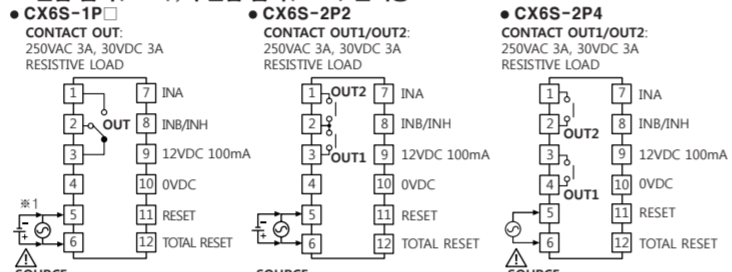 ● CX6S-1P□
CONTACT OUT:
250VAC 3A, 30VDC 3A
RESISTIVE LOAD
1
2
3
4
5
6
OUT
※1
7 INA
8 INB/INH
9 12VDC 100mA
10 0VDC
11 RESET
12 TOTAL RESET
SOURCE
● CX6S-2P2
CONTACT OUT1/OUT2:
250VAC 3A, 30VDC 3A
RESISTIVE LOAD
1
2
3
4
5
6
OUT2
OUT1
7 INA
8 INB/INH
9 12VDC 100mA
10 0VDC
11 RESET
12 TOTAL RESET
SOURCE
● CX6S-2P4
CONTACT OUT1/OUT2:
250VAC 3A, 30VDC 3A
RESISTIVE LOAD
1
2
3
4
5
6
OUT2
OUT1
7 INA
8 INB/INH
9 12VDC 100mA
10 0VDC
11 RESET
12 TOTAL RESET
SOURCE